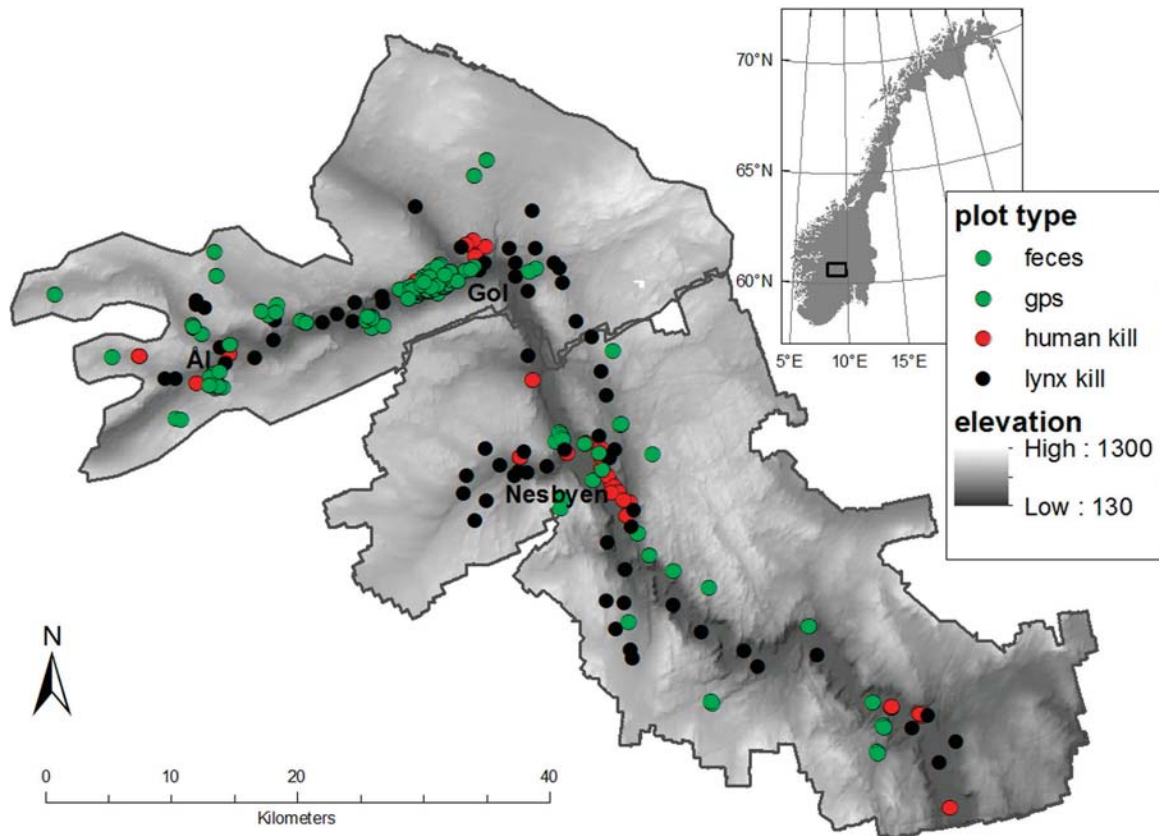 70°N
65°N
60°N
5°E 10°E 15°E
plot type
feces
gps
human kill
lynx kill
elevation
High : 1300
Low : 130
Gol
Ål
Nesbyen
N
0 10 20 40
Kilometers